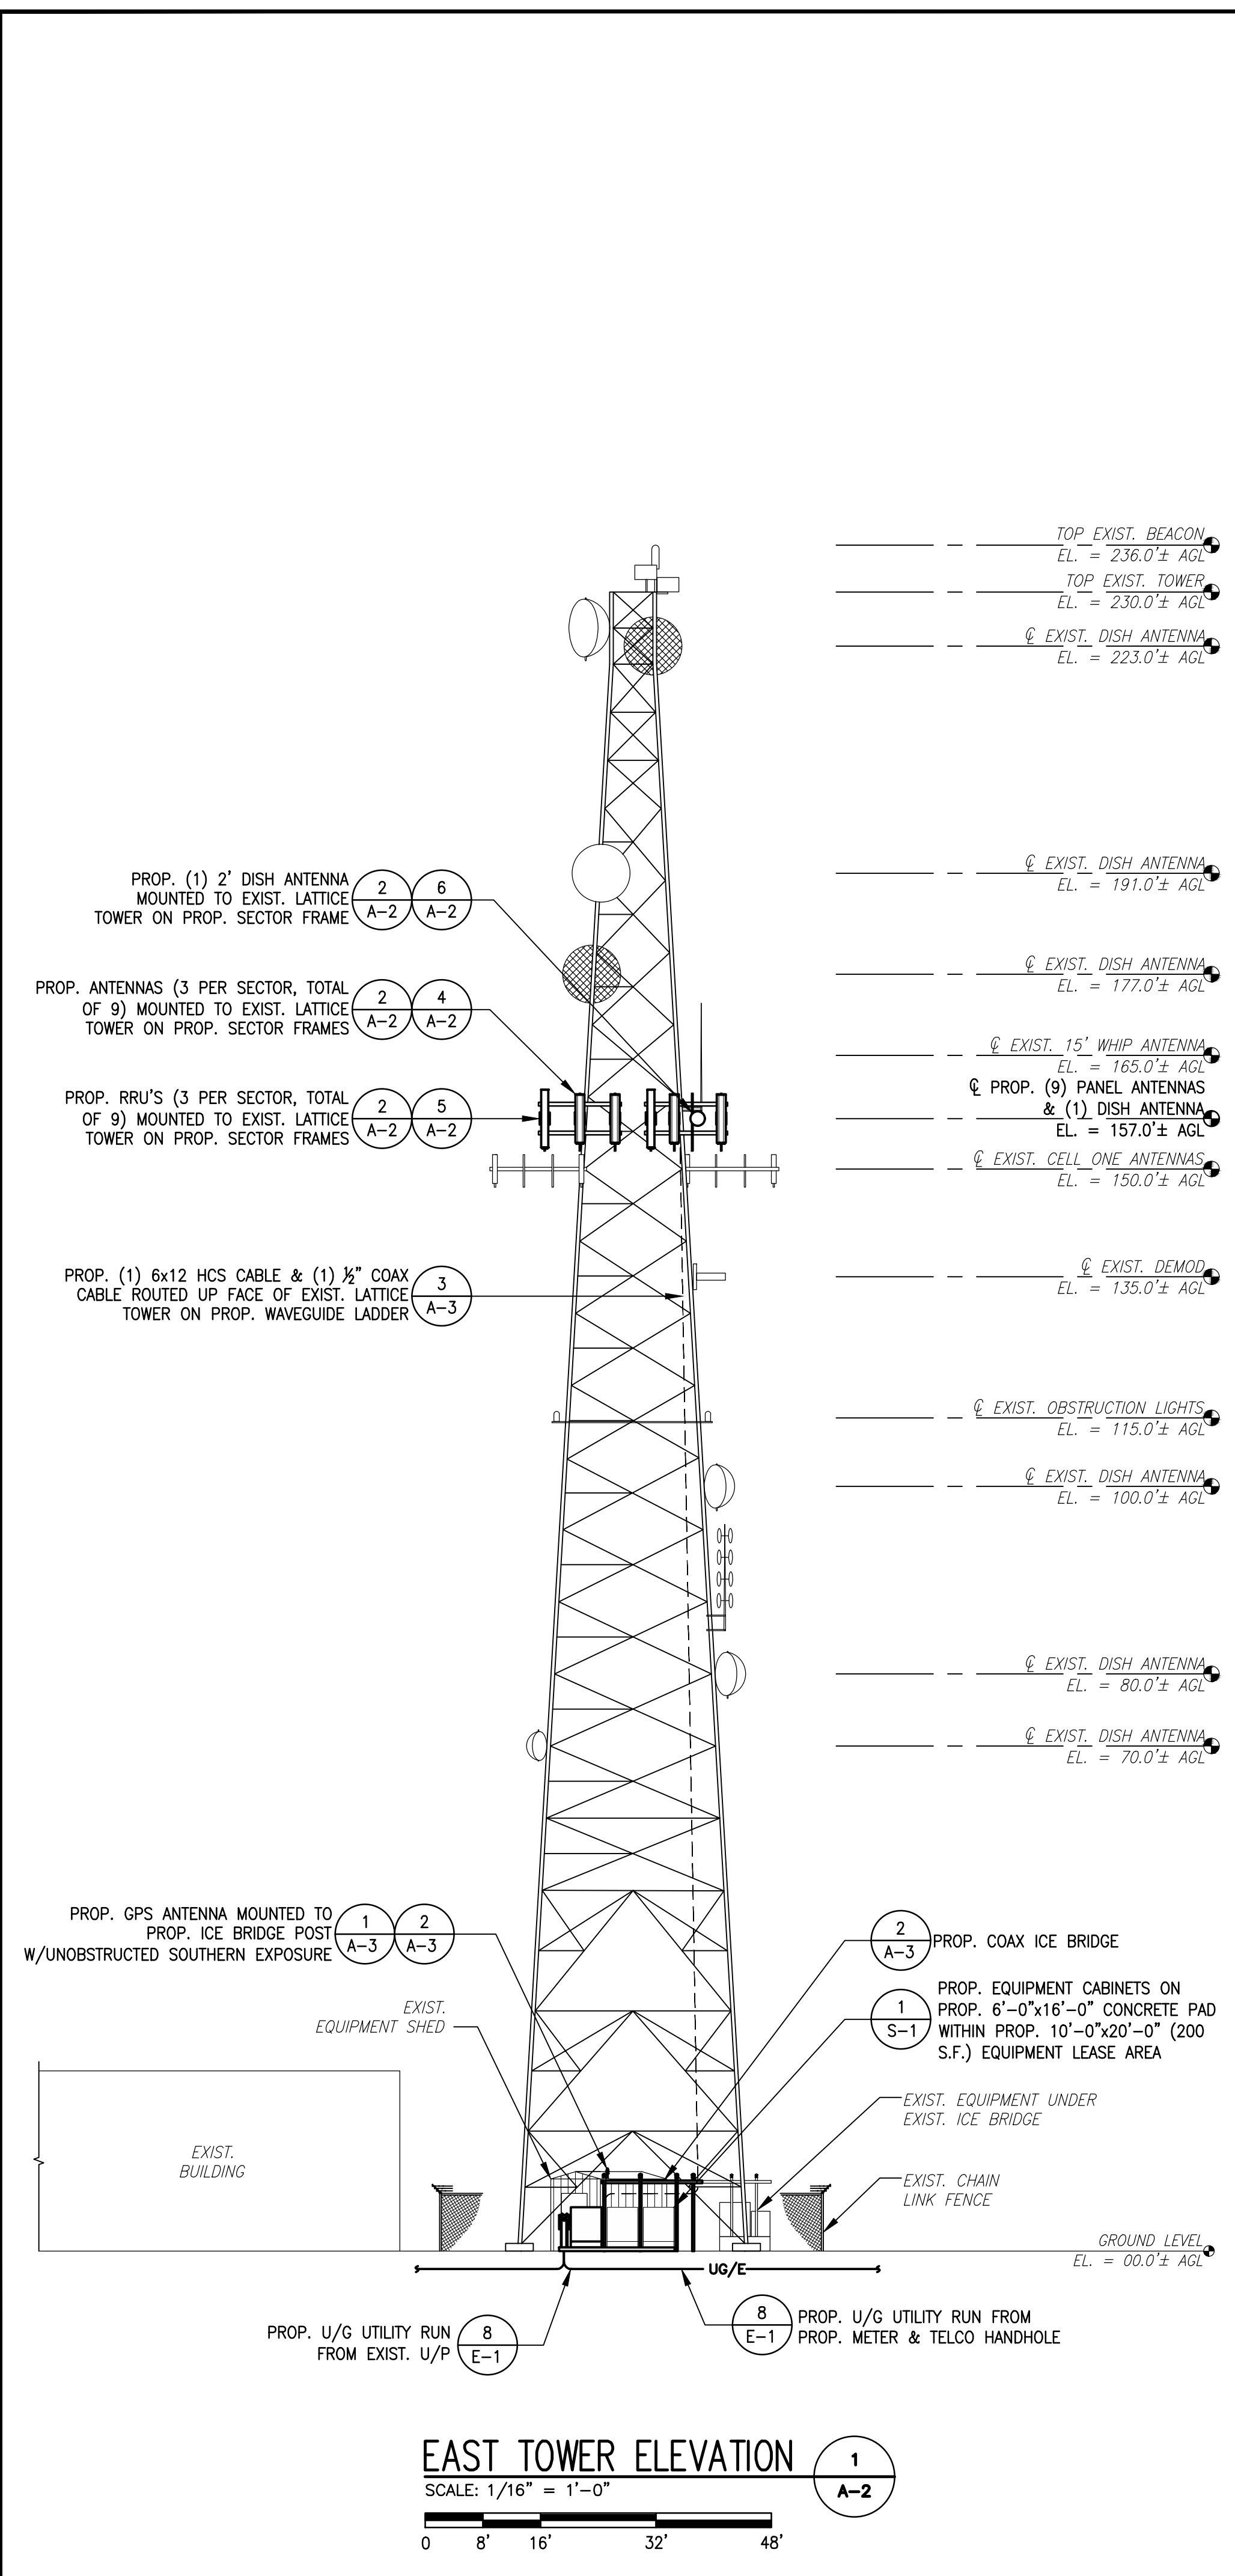 TOP EXIST. BEACON
EL. = 236.0'± AGL
TOP EXIST. TOWER
EL. = 230.0'± AGL
℄ EXIST. DISH ANTENNA
EL. = 223.0'± AGL
℄ EXIST. DISH ANTENNA
EL. = 191.0'± AGL
PROP. (1) 2' DISH ANTENNA
MOUNTED TO EXIST. LATTICE
TOWER ON PROP. SECTOR FRAME
2
A-2
6
A-2
℄ EXIST. DISH ANTENNA
EL. = 177.0'± AGL
PROP. ANTENNAS (3 PER SECTOR, TOTAL
OF 9) MOUNTED TO EXIST. LATTICE
TOWER ON PROP. SECTOR FRAMES
2
A-2
4
A-2
℄ EXIST. 15' WHIP ANTENNA
EL. = 165.0'± AGL
PROP. RRU'S (3 PER SECTOR, TOTAL
OF 9) MOUNTED TO EXIST. LATTICE
TOWER ON PROP. SECTOR FRAMES
2
A-2
5
A-2
℄ PROP. (9) PANEL ANTENNAS
& (1) DISH ANTENNA
EL. = 157.0'± AGL
℄ EXIST. CELL ONE ANTENNAS
EL. = 150.0'± AGL
PROP. (1) 6x12 HCS CABLE & (1) ½" COAX
CABLE ROUTED UP FACE OF EXIST. LATTICE
TOWER ON PROP. WAVEGUIDE LADDER
3
A-3
℄ EXIST. DEMOD
EL. = 135.0'± AGL
℄ EXIST. OBSTRUCTION LIGHTS
EL. = 115.0'± AGL
℄ EXIST. DISH ANTENNA
EL. = 100.0'± AGL
℄ EXIST. DISH ANTENNA
EL. = 80.0'± AGL
℄ EXIST. DISH ANTENNA
EL. = 70.0'± AGL
PROP. GPS ANTENNA MOUNTED TO
PROP. ICE BRIDGE POST
W/UNOBSTRUCTED SOUTHERN EXPOSURE
1
A-3
2
A-3
2
A-3
PROP. COAX ICE BRIDGE
EXIST.
EQUIPMENT SHED
1
S-1
PROP. EQUIPMENT CABINETS ON
PROP. 6'-0"x16'-0" CONCRETE PAD
WITHIN PROP. 10'-0"x20'-0" (200
S.F.) EQUIPMENT LEASE AREA
EXIST. EQUIPMENT UNDER
EXIST. ICE BRIDGE
EXIST.
BUILDING
EXIST. CHAIN
LINK FENCE
GROUND LEVEL
EL. = 00.0'± AGL
UG/E
PROP. U/G UTILITY RUN
FROM EXIST. U/P
8
E-1
8
E-1
PROP. U/G UTILITY RUN FROM
PROP. METER & TELCO HANDHOLE
EAST TOWER ELEVATION
SCALE: 1/16" = 1'-0"
1
A-2
0 8' 16' 32' 48'